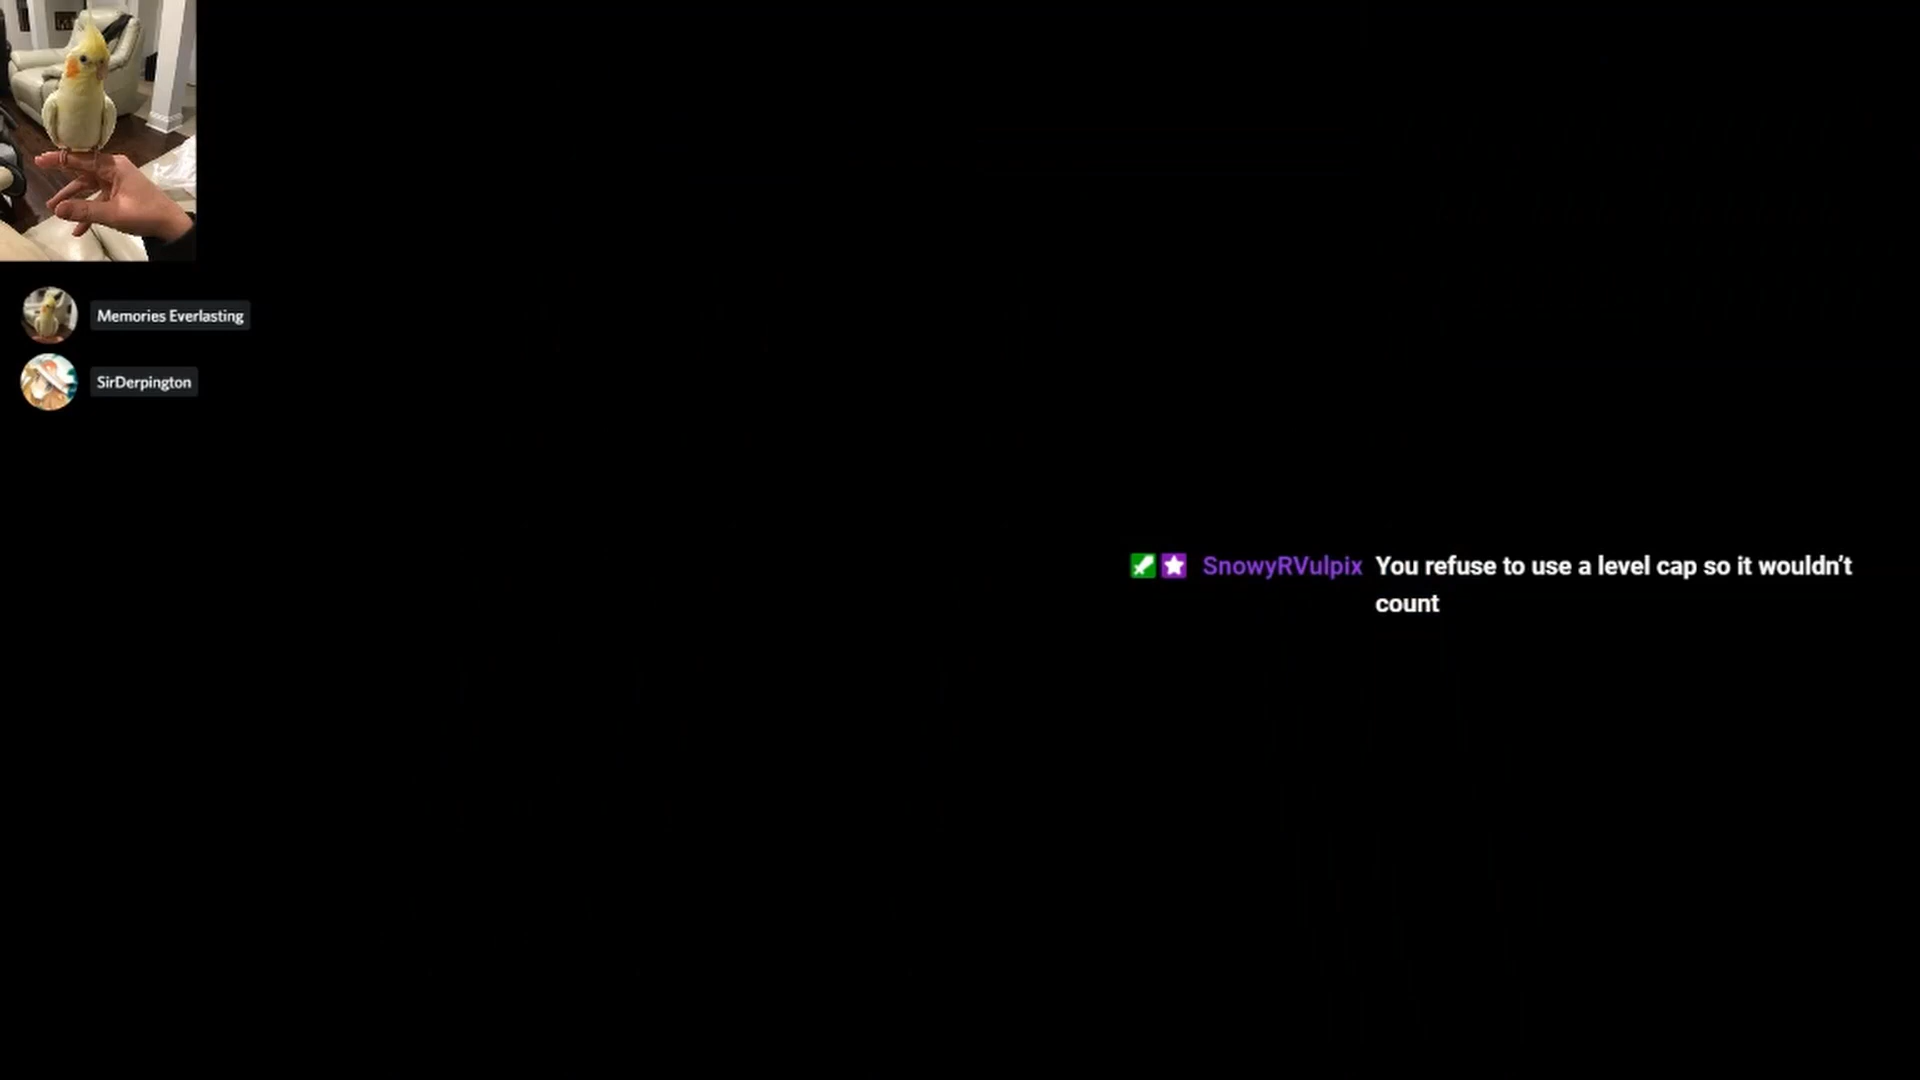 Memories Everlasting
SirDerpington
SnowyRVulpix You refuse to use a level cap so it wouldn’t
count